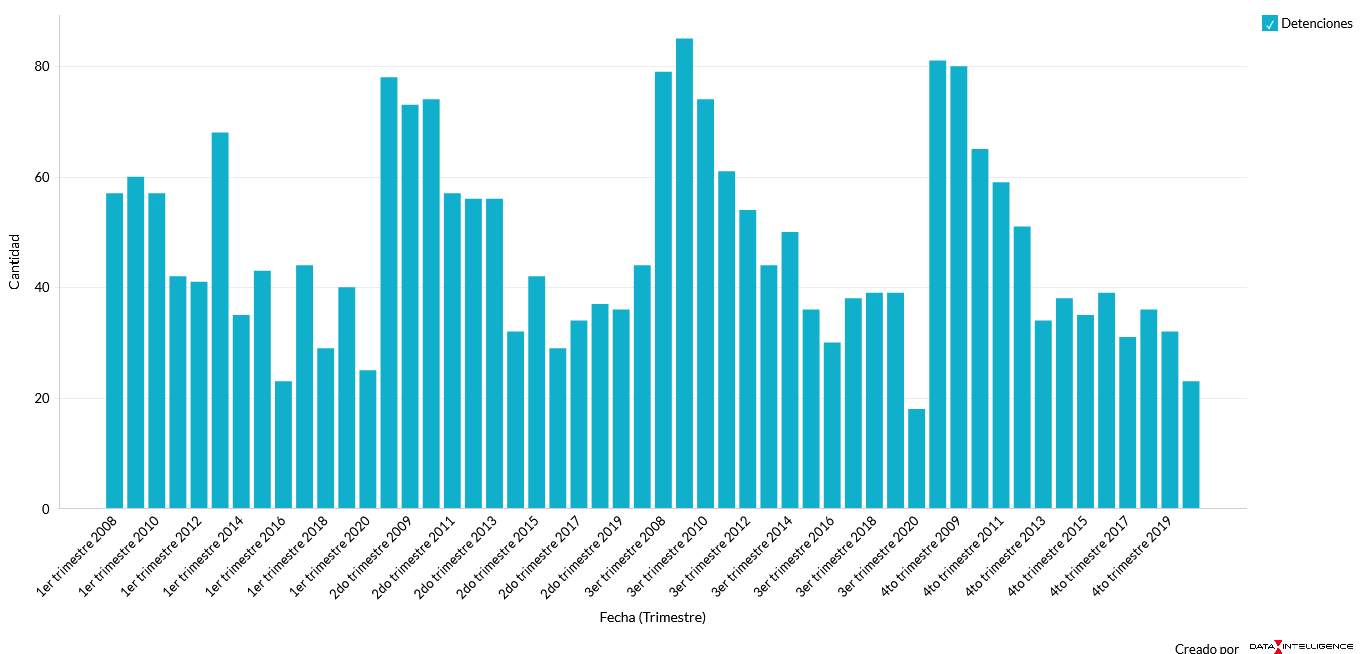 Detenciones
80
60
40
20
0
Cantidad
1er trimestre 2008
1er trimestre 2010
1er trimestre 2012
1er trimestre 2014
1er trimestre 2016
1er trimestre 2018
1er trimestre 2020
2do trimestre 2009
2do trimestre 2011
2do trimestre 2013
2do trimestre 2015
2do trimestre 2017
2do trimestre 2019
3er trimestre 2008
3er trimestre 2010
3er trimestre 2012
3er trimestre 2014
3er trimestre 2016
3er trimestre 2018
3er trimestre 2020
4to trimestre 2009
4to trimestre 2011
4to trimestre 2013
4to trimestre 2015
4to trimestre 2017
4to trimestre 2019
Fecha (Trimestre)
Creado por DATA INTELLIGENCE